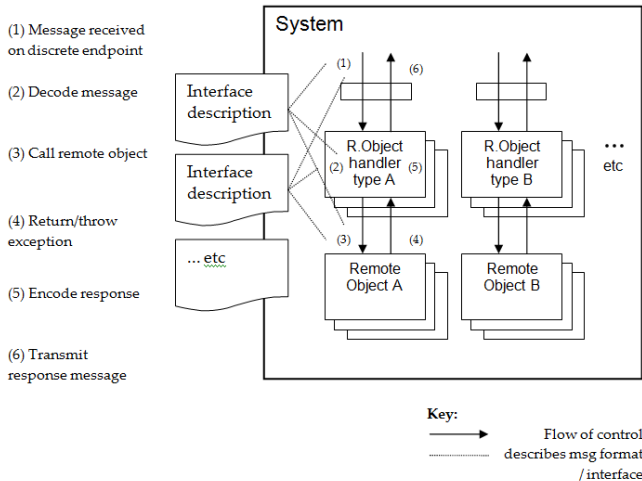 System
(1) Message received
on discrete endpoint
(2) Decode message
(3) Call remote object
(4) Return/throw
exception
(5) Encode response
(6) Transmit
response message
Interface
description
Interface
description
... etc
(1)
(6)
R.Object
handler
(2) type A (5)
(3)
(4)
Remote
Object A
R.Object
handler
type B
Remote
Object B
...
etc
Key:
Flow of control
describes msg format
/ interface